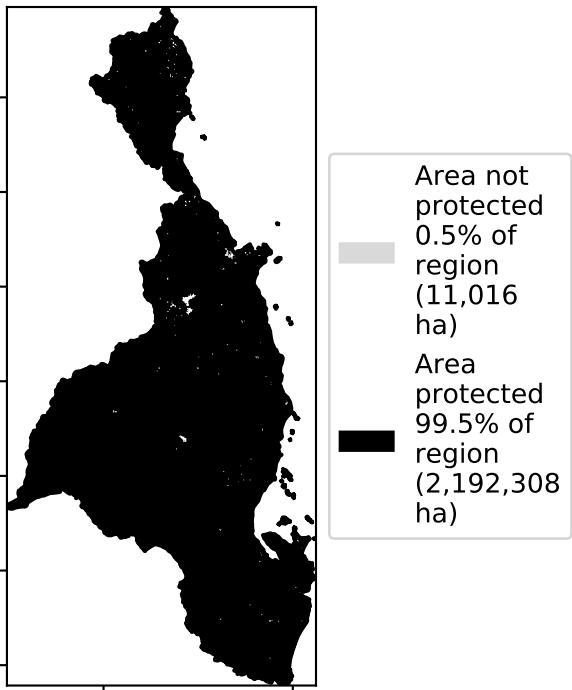 Area not
protected
0.5% of
region
(11,016
ha)
Area
protected
99.5% of
region
(2,192,308
ha)